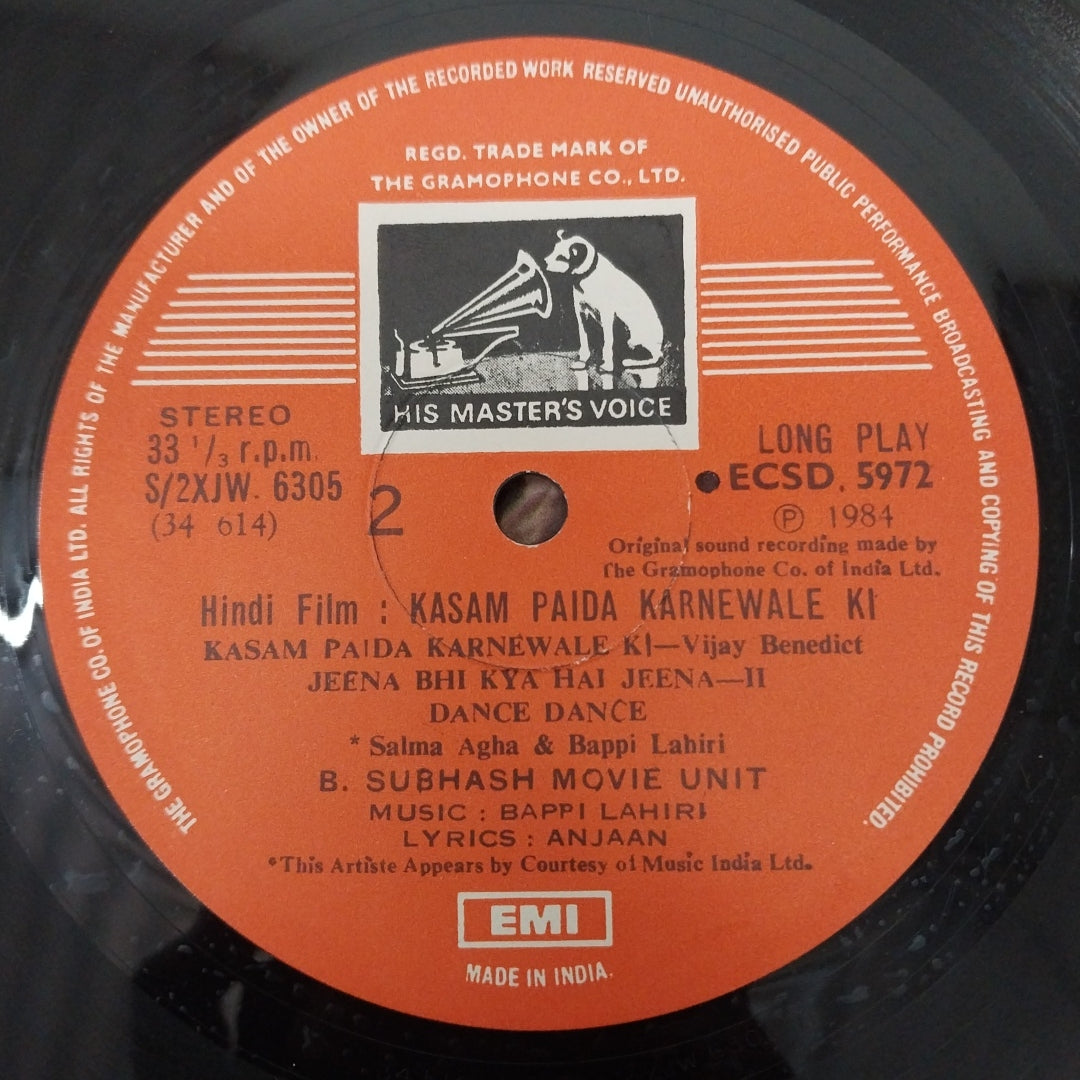 THE GRAMOPHONE CO. OF INDIA LTD. ALL RIGHTS OF THE MANUFACTURER AND OF THE OWNER OF THE RECORDED WORK RESERVED UNAUTHORISED PUBLIC PERFORMANCE BROADCASTING AND COPYING OF THIS RECORD PROHIBITED.
REGD. TRADE MARK OF
THE GRAMOPHONE CO., LTD.
HIS MASTER'S VOICE
STEREO
33 1/3 r.p.m.
S/2XJW. 6305
(34 614)
2
LONG PLAY
•ECSD. 5972
℗ 1984
Original sound recording made by
The Gramophone Co. of India Ltd.
Hindi Film : KASAM PAIDA KARNEWALE KI
KASAM PAIDA KARNEWALE KI—Vijay Benedict
JEENA BHI KYA HAI JEENA—II
DANCE DANCE
* Salma Agha & Bappi Lahiri
B. SUBHASH MOVIE UNIT
MUSIC : BAPPI LAHIRI
LYRICS : ANJAAN
*This Artiste Appears by Courtesy of Music India Ltd.
EMI
MADE IN INDIA.